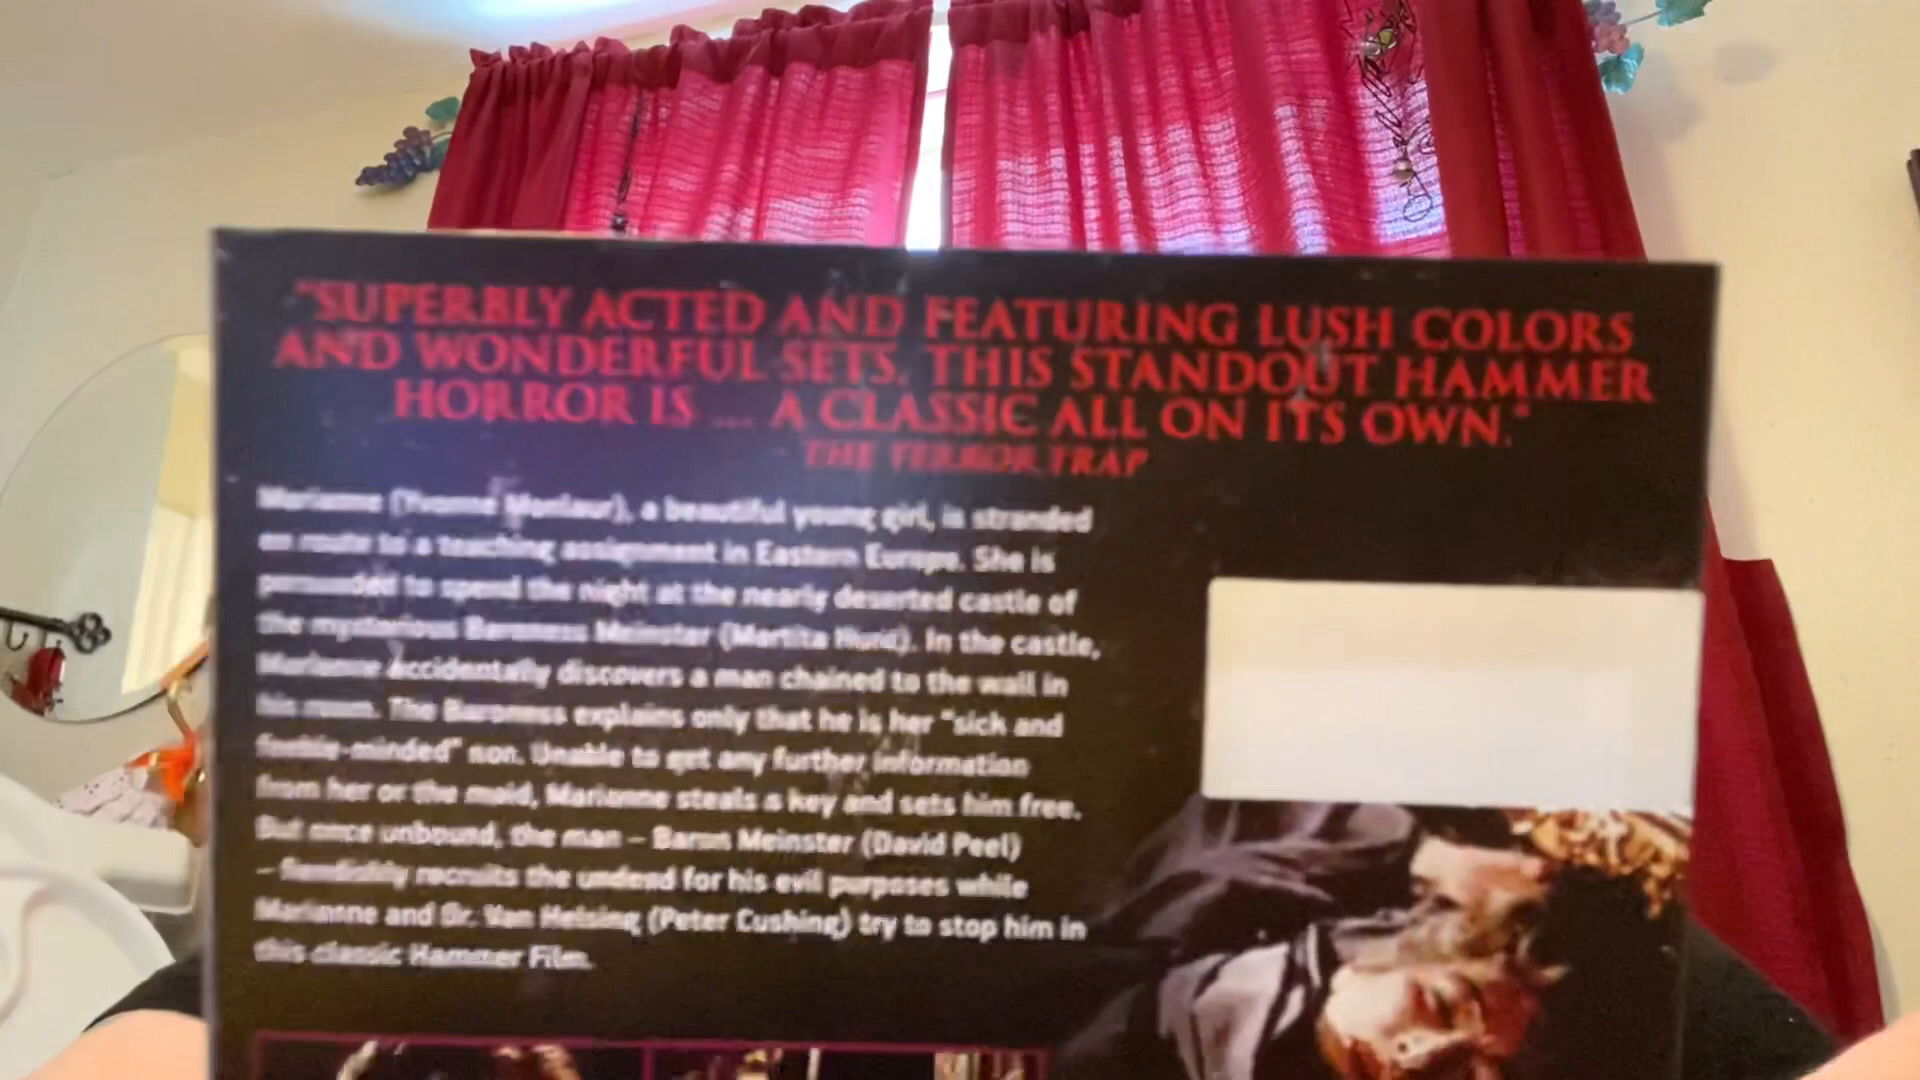 "SUPERBLY ACTED AND FEATURING LUSH COLORS
AND WONDERFUL SETS. THIS STANDOUT HAMMER
HORROR IS ... A CLASSIC ALL ON ITS OWN."
THE TERROR TRAP
Marianne (Yvonne Monlaur), a beautiful young girl, is stranded
en route to a teaching assignment in Eastern Europe. She is
persuaded to spend the night at the nearly deserted castle of
the mysterious Baroness Meinster (Martita Hunt). In the castle,
Marianne accidentally discovers a man chained to the wall in
his room. The Baroness explains only that he is her "sick and
feeble-minded" son. Unable to get any further information
from her or the maid, Marianne steals a key and sets him free.
But once unbound, the man – Baron Meinster (David Peel)
– fiendishly recruits the undead for his evil purposes while
Marianne and Dr. Van Helsing (Peter Cushing) try to stop him in
this classic Hammer Film.